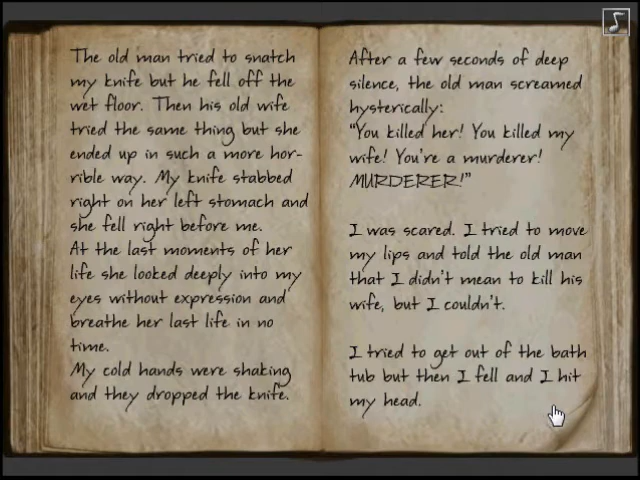 The old man tried to snatch
my knife but he fell off the
wet floor. Then his old wife
tried the same thing but she
ended up in such a more hor-
rible way. My knife stabbed
right on her left stomach and
she fell right before me.
At the last moments of her
life she looked deeply into my
eyes without expression and
breathe her last life in no
time.
My cold hands were shaking
and they dropped the knife.
After a few seconds of deep
silence, the old man screamed
hysterically:
"You killed her! You killed my
wife! You're a murderer!
MURDERER!"
I was scared. I tried to move
my lips and told the old man
that I didn't mean to kill his
wife, but I couldn't.
I tried to get out of the bath
tub but then I fell and I hit
my head.